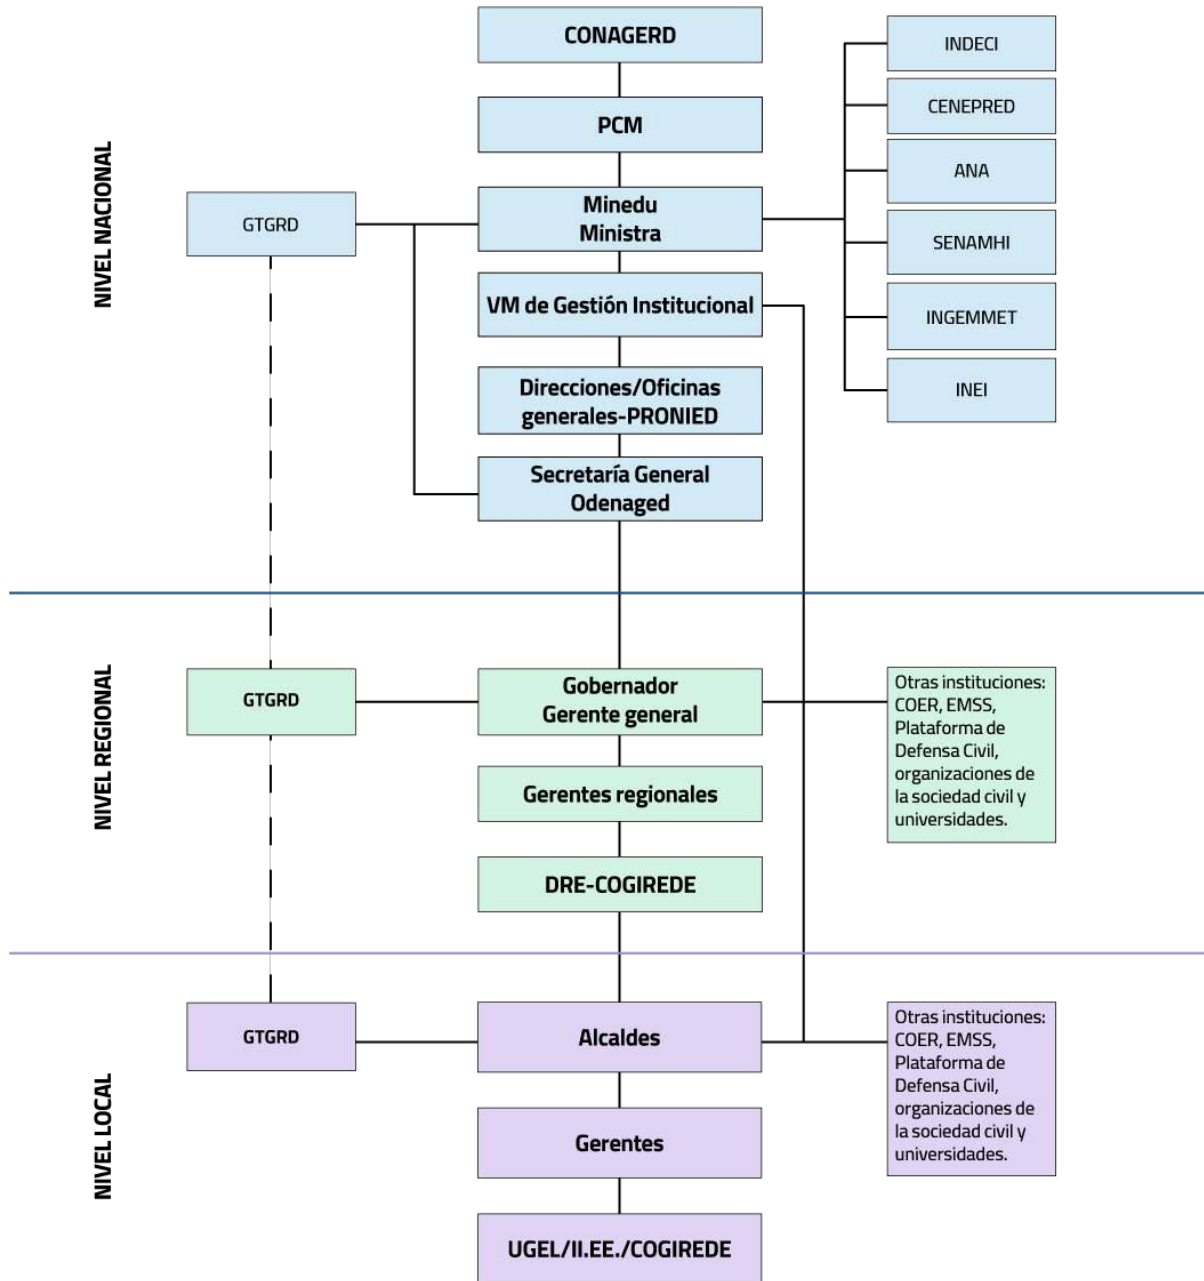 NIVEL NACIONAL
CONAGERD
PCM
Minedu
Ministra
GTGRD
VM de Gestión Institucional
Direcciones/Oficinas
generales-PRONIED
Secretaría General
Odenaged
INDECI
CENEPRED
ANA
SENAMHI
INGEMMET
INEI
NIVEL REGIONAL
GTGRD
Gobernador
Gerente general
Gerentes regionales
DRE-COGIREDE
Otras instituciones:
COER, EMSS,
Plataforma de
Defensa Civil,
organizaciones de
la sociedad civil y
universidades.
NIVEL LOCAL
GTGRD
Alcaldes
Gerentes
UGEL/II.EE./COGIREDE
Otras instituciones:
COER, EMSS,
Plataforma de
Defensa Civil,
organizaciones de
la sociedad civil y
universidades.